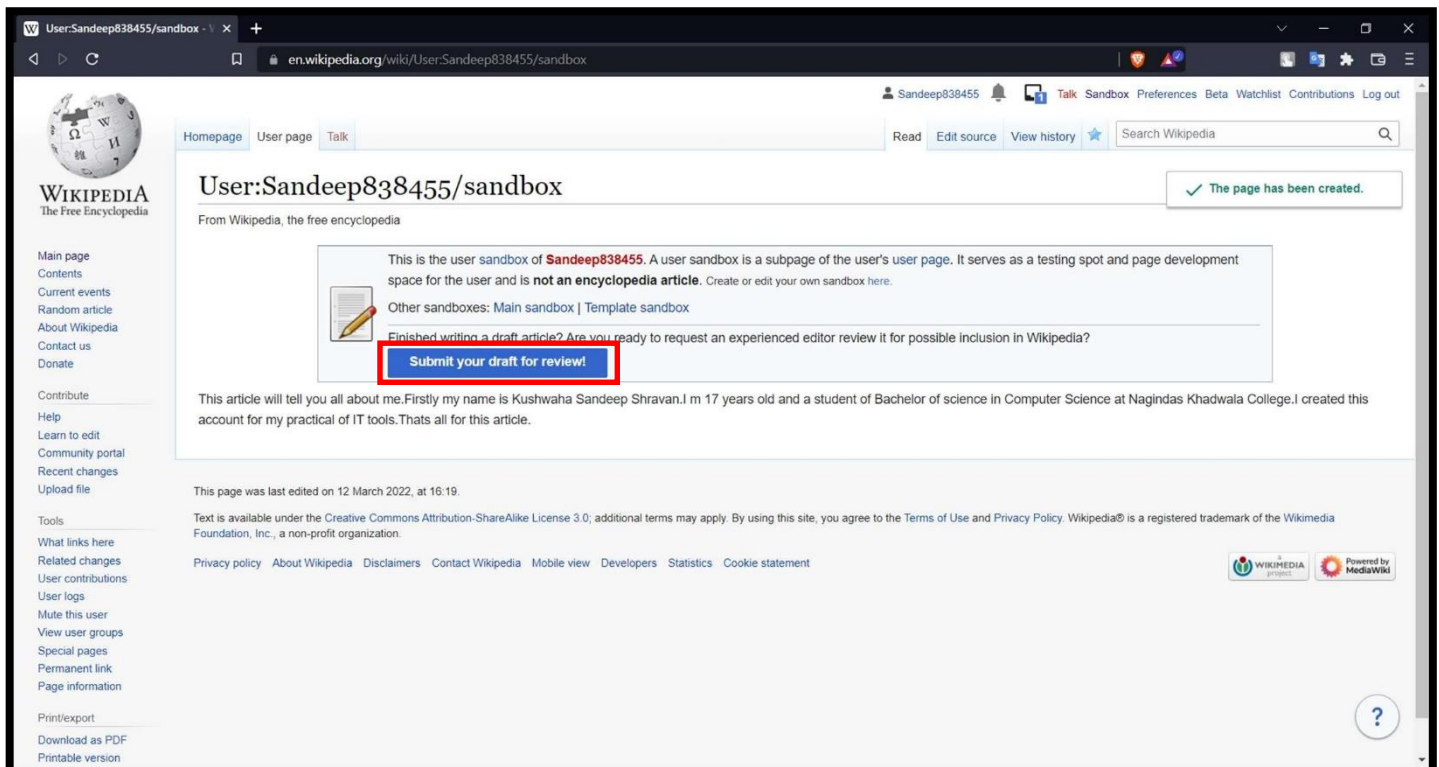 User:Sandeep838455/sandbox - W
en.wikipedia.org/wiki/User:Sandeep838455/sandbox
Sandeep838455 1 Talk Sandbox Preferences Beta Watchlist Contributions Log out
Homepage User page Talk Read Edit source View history Search Wikipedia
WIKIPEDIA
The Free Encyclopedia
User:Sandeep838455/sandbox
The page has been created.
From Wikipedia, the free encyclopedia
This is the user sandbox of Sandeep838455. A user sandbox is a subpage of the user's user page. It serves as a testing spot and page development
space for the user and is not an encyclopedia article. Create or edit your own sandbox here.
Other sandboxes: Main sandbox | Template sandbox
Finished writing a draft article? Are you ready to request an experienced editor review it for possible inclusion in Wikipedia?
Submit your draft for review!
This article will tell you all about me.Firstly my name is Kushwaha Sandeep Shravan.I m 17 years old and a student of Bachelor of science in Computer Science at Nagindas Khadwala College.I created this
account for my practical of IT tools.Thats all for this article.
Main page
Contents
Current events
Random article
About Wikipedia
Contact us
Donate
Contribute
Help
Learn to edit
Community portal
Recent changes
Upload file
Tools
What links here
Related changes
User contributions
User logs
Mute this user
View user groups
Special pages
Permanent link
Page information
Print/export
Download as PDF
Printable version
This page was last edited on 12 March 2022, at 16:19.
Text is available under the Creative Commons Attribution-ShareAlike License 3.0; additional terms may apply. By using this site, you agree to the Terms of Use and Privacy Policy. Wikipedia® is a registered trademark of the Wikimedia
Foundation, Inc., a non-profit organization.
Privacy policy About Wikipedia Disclaimers Contact Wikipedia Mobile view Developers Statistics Cookie statement
a
WIKIMEDIA
project
Powered by
MediaWiki
?